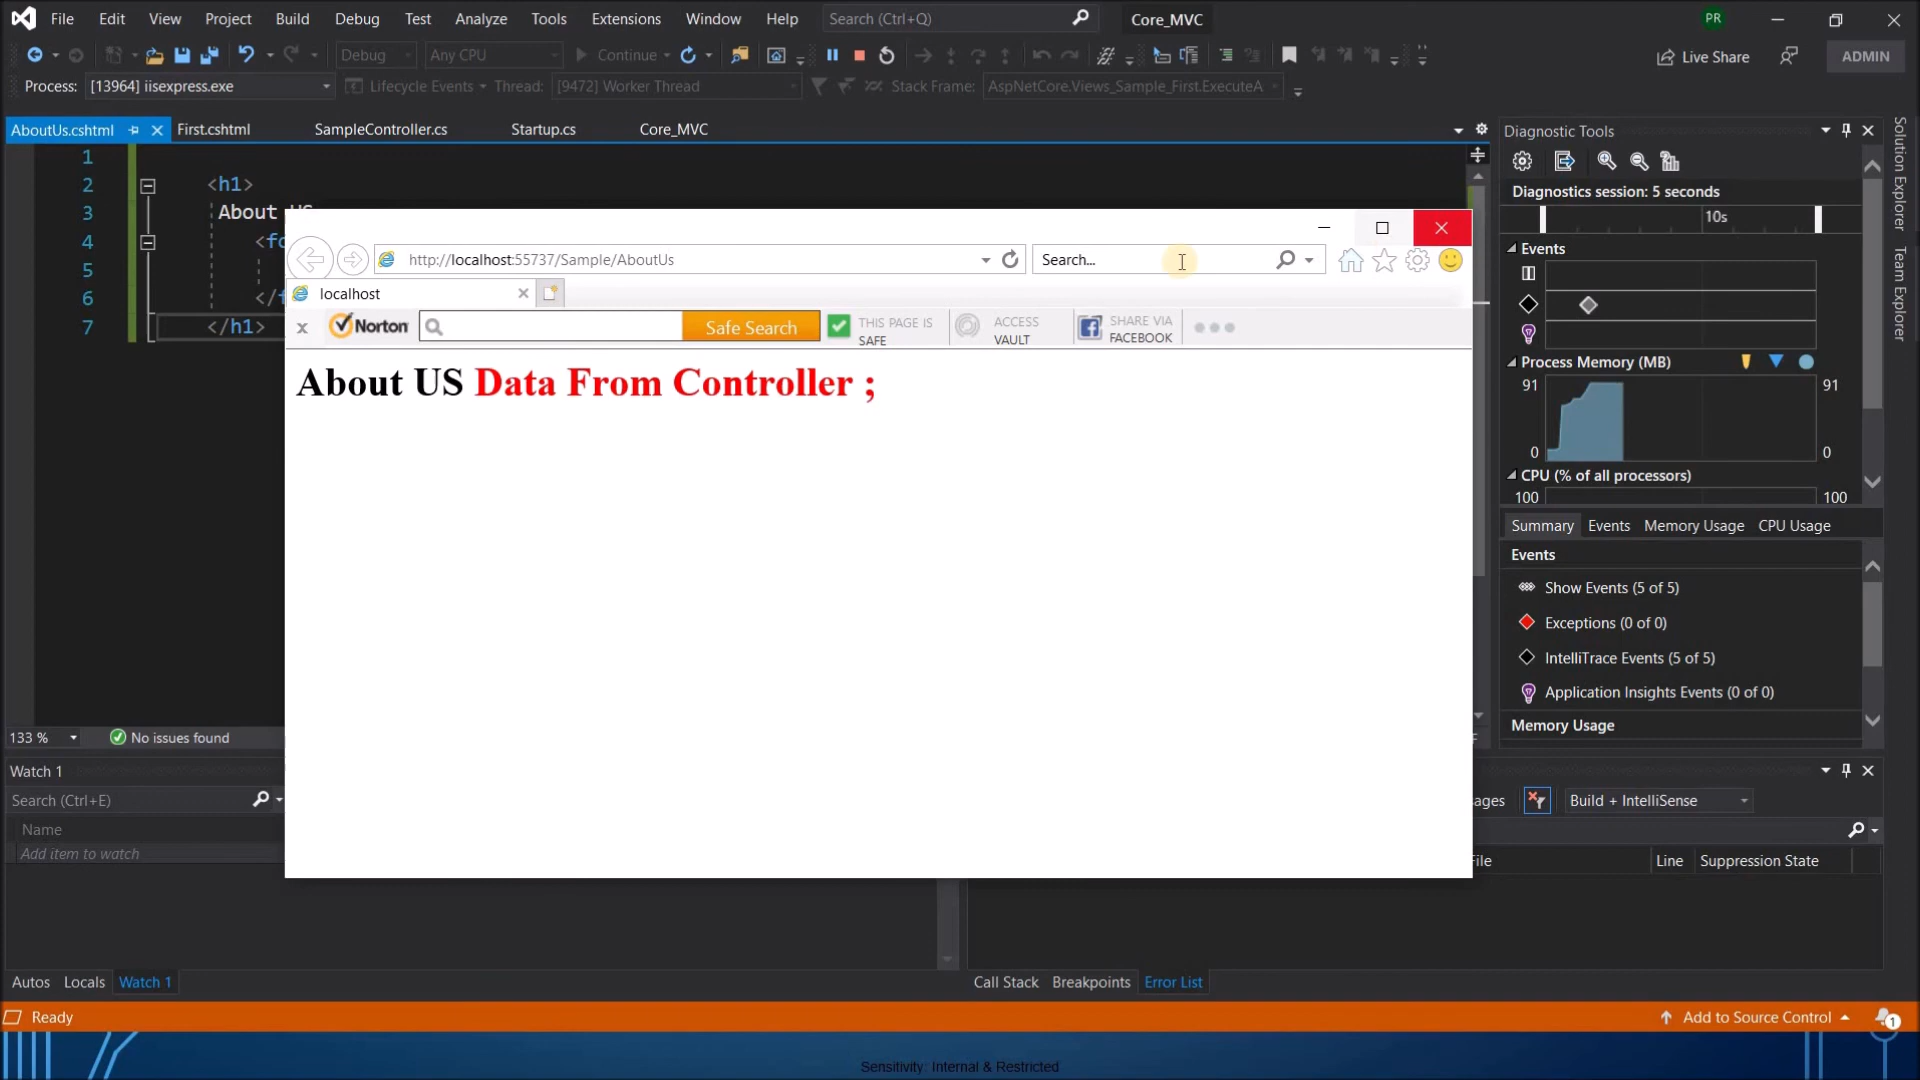 File Edit View Project Build Debug Test Analyze Tools Extensions Window Help Search (Ctrl+Q) Core_MVC PR
Debug Any CPU Continue Live Share ADMIN
Process: [13964] iisexpress.exe Lifecycle Events Thread: [9472] Worker Thread Stack Frame: AspNetCore.Views_Sample_First.ExecuteA
AboutUs.cshtml First.cshtml SampleController.cs Startup.cs Core_MVC
1
2 <h1>
3 About US
4 <fo
5
6 </f
7 </h1>
http://localhost:55737/Sample/AboutUs Search...
localhost
x Norton Safe Search THIS PAGE IS SAFE ACCESS VAULT SHARE VIA FACEBOOK
About US Data From Controller ;
Diagnostic Tools
Diagnostics session: 5 seconds
10s
Events
Process Memory (MB)
91 91
0 0
CPU (% of all processors)
100 100
Summary Events Memory Usage CPU Usage
Events
Show Events (5 of 5)
Exceptions (0 of 0)
IntelliTrace Events (5 of 5)
Application Insights Events (0 of 0)
Memory Usage
Solution Explorer
Team Explorer
133 % No issues found
Watch 1
Search (Ctrl+E)
Name
Add item to watch
ages Build + IntelliSense
File Line Suppression State
Autos Locals Watch 1 Call Stack Breakpoints Error List
Ready Add to Source Control 1
Sensitivity: Internal & Restricted